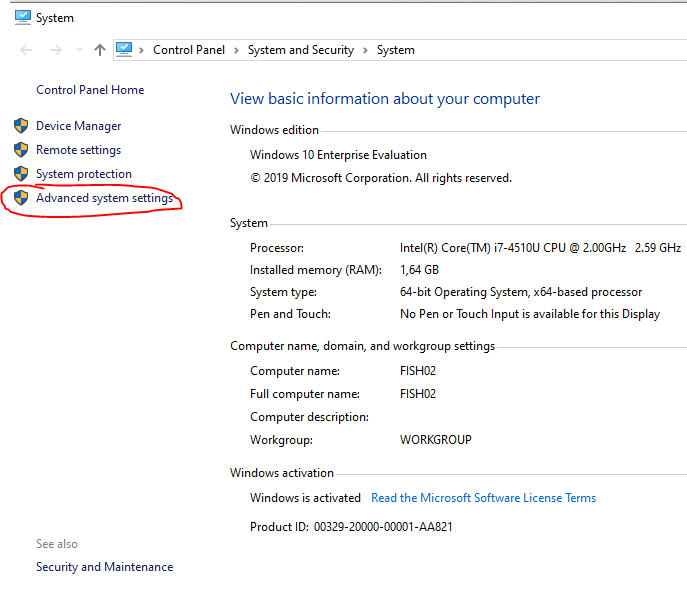 System
Control Panel > System and Security > System
Control Panel Home
Device Manager
Remote settings
System protection
Advanced system settings
View basic information about your computer
Windows edition
Windows 10 Enterprise Evaluation
© 2019 Microsoft Corporation. All rights reserved.
System
Processor: Intel(R) Core(TM) i7-4510U CPU @ 2.00GHz 2.59 GHz
Installed memory (RAM): 1,64 GB
System type: 64-bit Operating System, x64-based processor
Pen and Touch: No Pen or Touch Input is available for this Display
Computer name, domain, and workgroup settings
Computer name: FISH02
Full computer name: FISH02
Computer description:
Workgroup: WORKGROUP
Windows activation
Windows is activated Read the Microsoft Software License Terms
Product ID: 00329-20000-00001-AA821
See also
Security and Maintenance